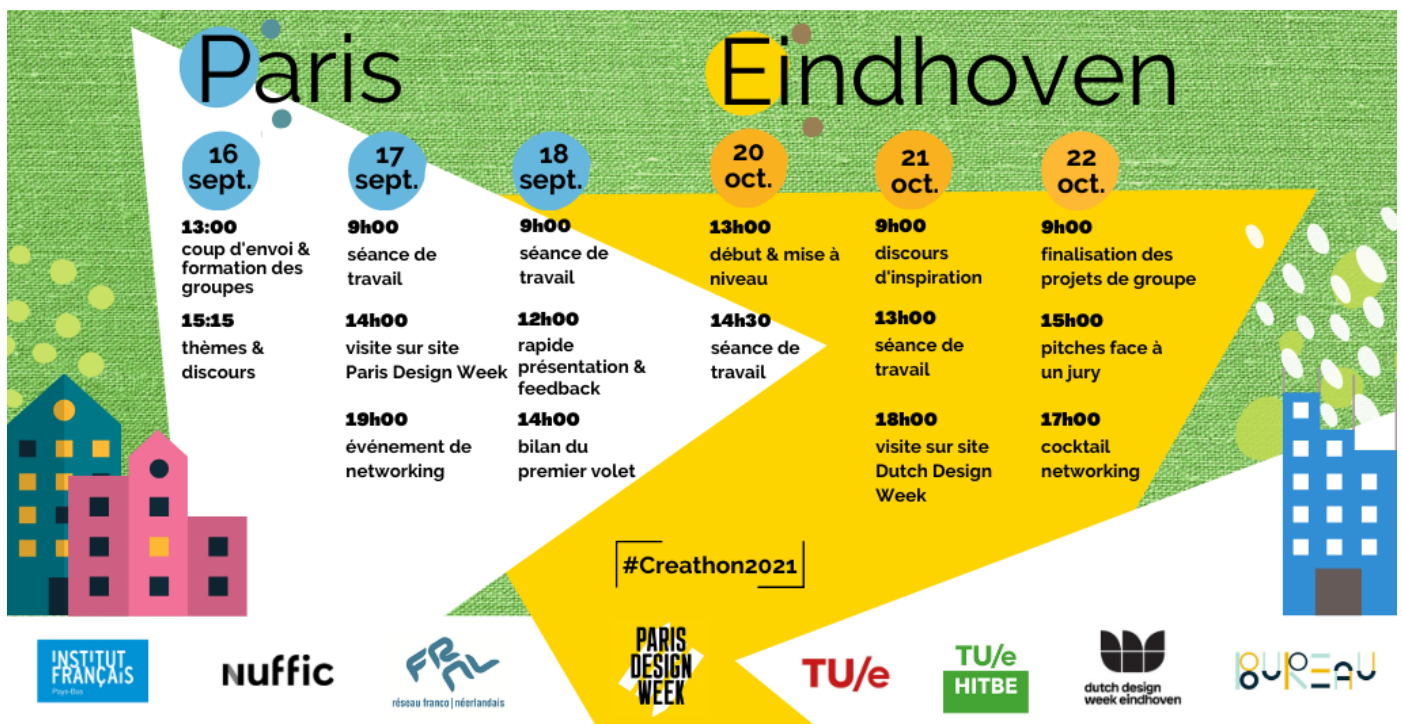 Paris
16
sept.
13:00
coup d'envoi &
formation des
groupes
15:15
thèmes &
discours
17
sept.
9h00
séance de
travail
14h00
visite sur site
Paris Design Week
19h00
événement de
networking
18
sept.
9h00
séance de
travail
12h00
rapide
présentation &
feedback
14h00
bilan du
premier volet
Eindhoven
20
oct.
13h00
début & mise à
niveau
14h30
séance de
travail
21
oct.
9h00
discours
d'inspiration
13h00
séance de
travail
18h00
visite sur site
Dutch Design
Week
22
oct.
9h00
finalisation des
projets de groupe
15h00
pitches face à
un jury
17h00
cocktail
networking
#Creathon2021
INSTITUT
FRANÇAIS
Pays-Bas
nuffic
FRNL
réseau franco | néerlandais
PARIS
DESIGN
WEEK
TU/e
TU/e
HITBE
dutch design
week eindhoven
BUREAU